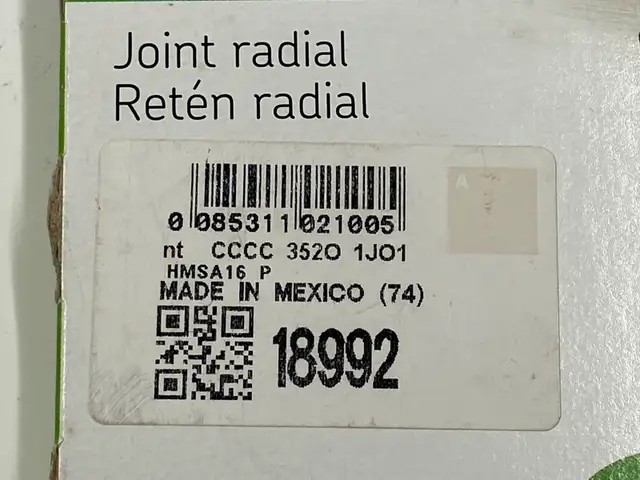 Joint radial
Retén radial
A
0 085311 021005
nt CCCC 352O 1JO1
HMSA16 P
MADE IN MEXICO (74)
18992